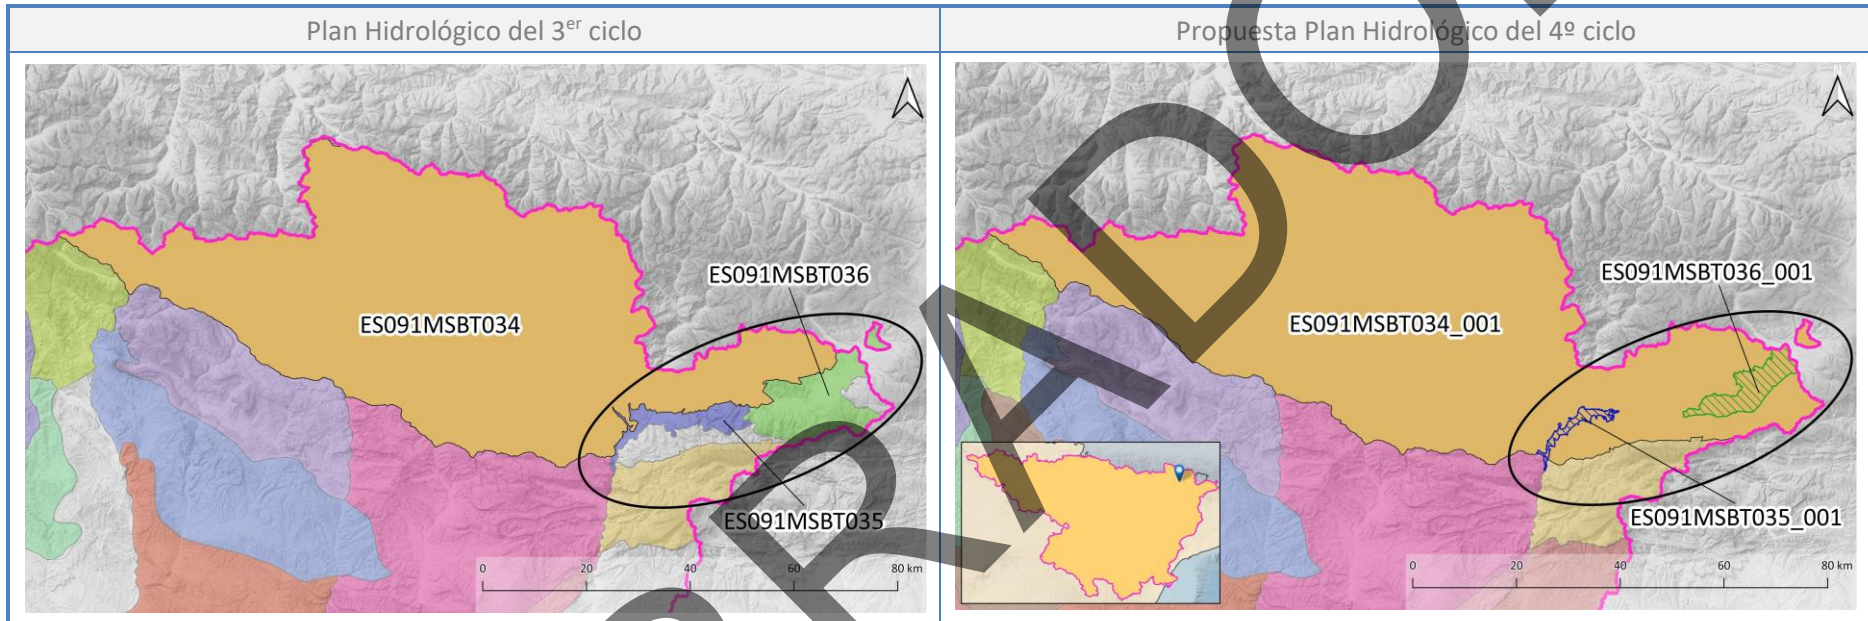 Plan Hidrológico del 3er ciclo
Propuesta Plan Hidrológico del 4º ciclo
ES091MSBT036
ES091MSBT034
ES091MSBT035
0 20 40 60 80 km
ES091MSBT036_001
ES091MSBT034_001
ES091MSBT035_001
0 20 40 60 80 km
RADO